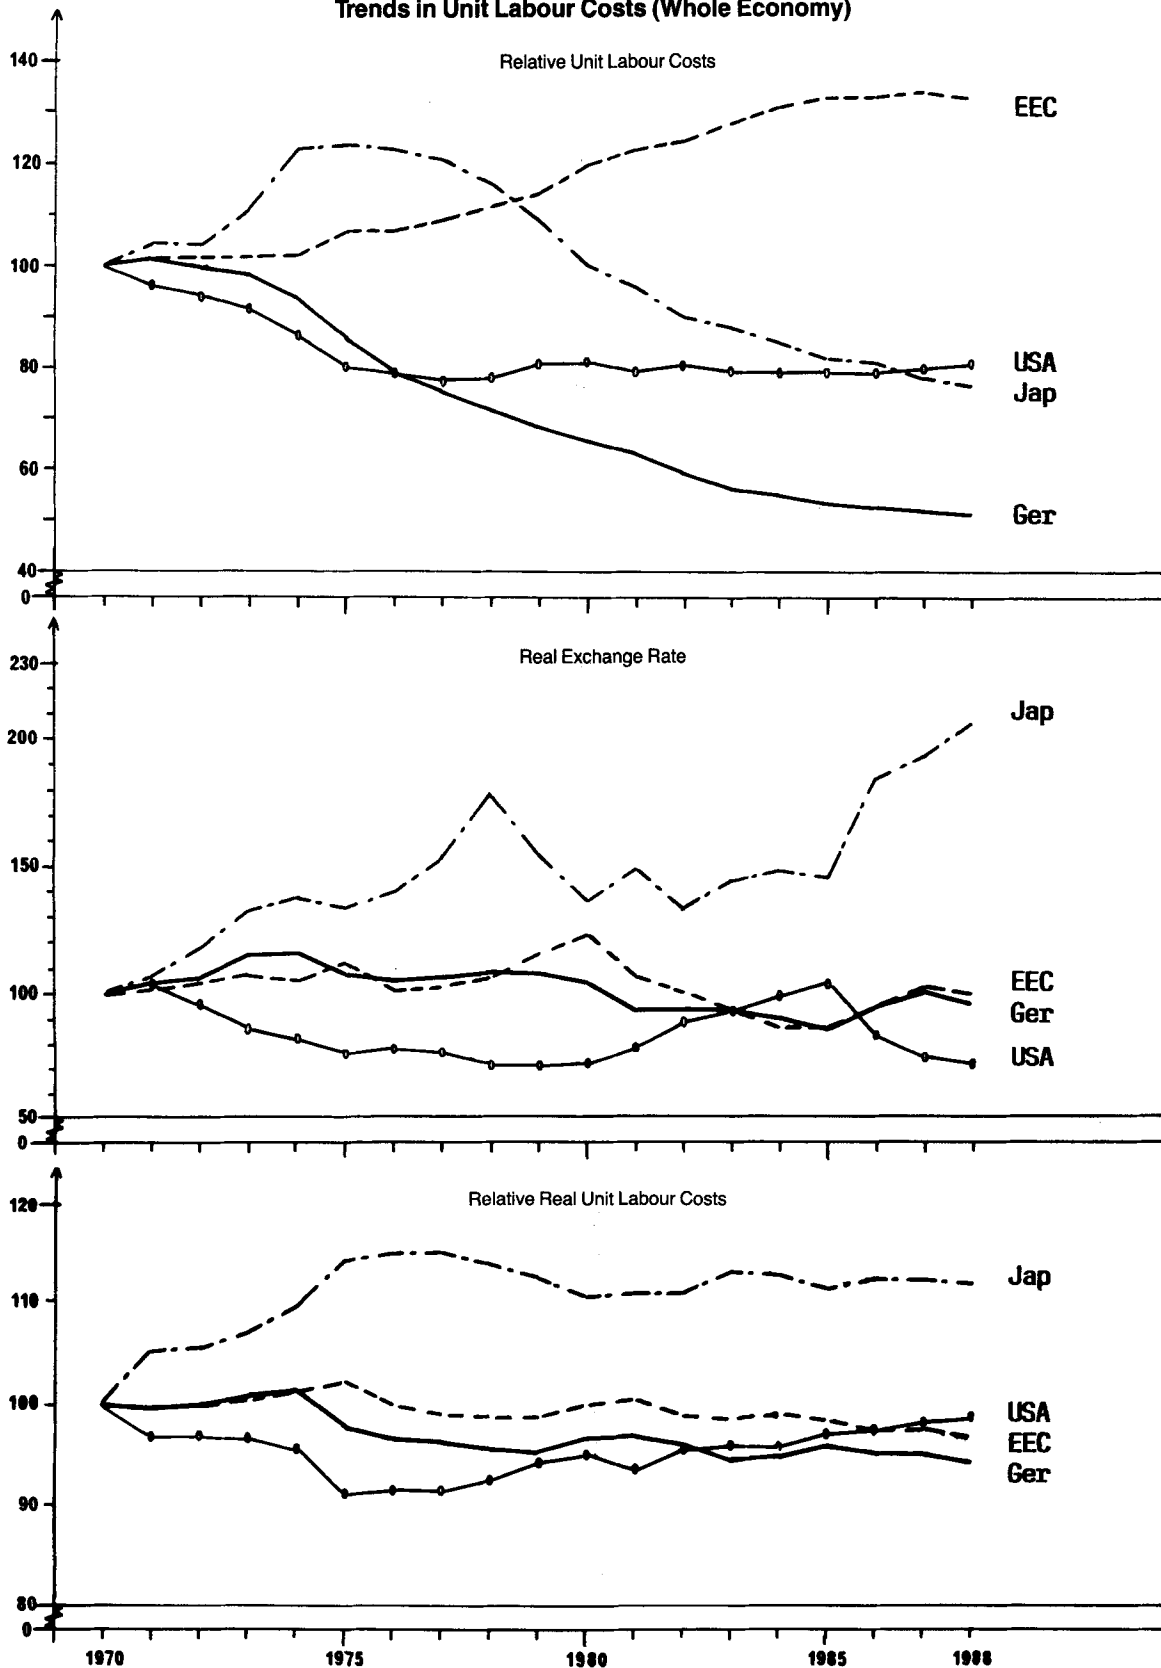 Trends in Unit Labour Costs (Whole Economy)
Relative Unit Labour Costs
140
EEC
120
100
80
USA
Jap
60
Ger
40
0
Real Exchange Rate
230
Jap
200
150
100
EEC
Ger
USA
50
0
Relative Real Unit Labour Costs
120
Jap
110
100
USA
EEC
Ger
90
80
0
1970 1975 1980 1985 1988